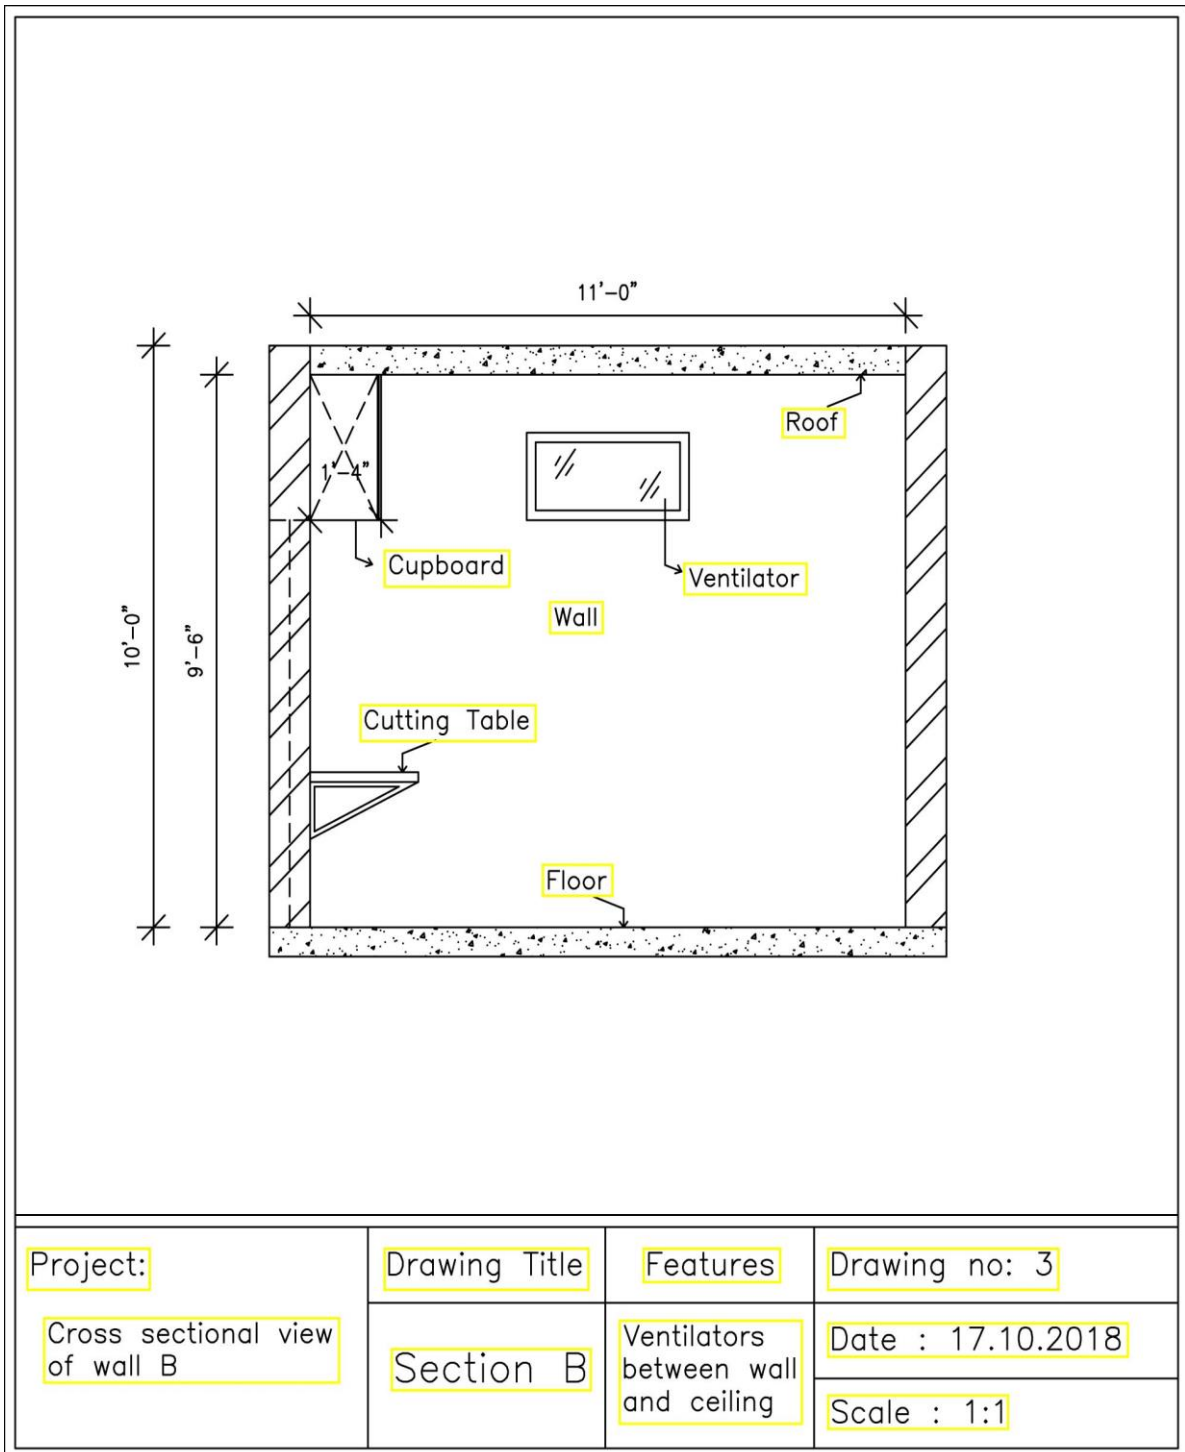 11'-0"
Roof
1'-4"
Cupboard
Ventilator
Wall
10'-0"
9'-6"
Cutting Table
Floor
Project:
Cross sectional view
of wall B
Drawing Title
Section B
Features
Ventilators
between wall
and ceiling
Drawing no: 3
Date : 17.10.2018
Scale : 1:1